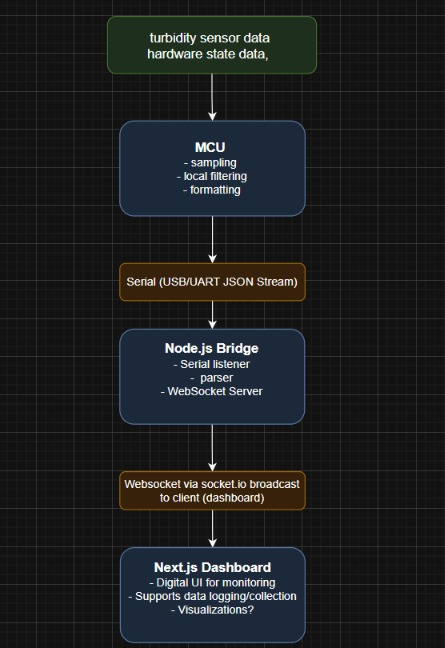 turbidity sensor data
hardware state data,
MCU
- sampling
- local filtering
- formatting
Serial (USB/UART JSON Stream)
Node.js Bridge
- Serial listener
- parser
- WebSocket Server
Websocket via socket.io broadcast
to client (dashboard)
Next.js Dashboard
- Digital UI for monitoring
- Supports data logging/collection
- Visualizations?